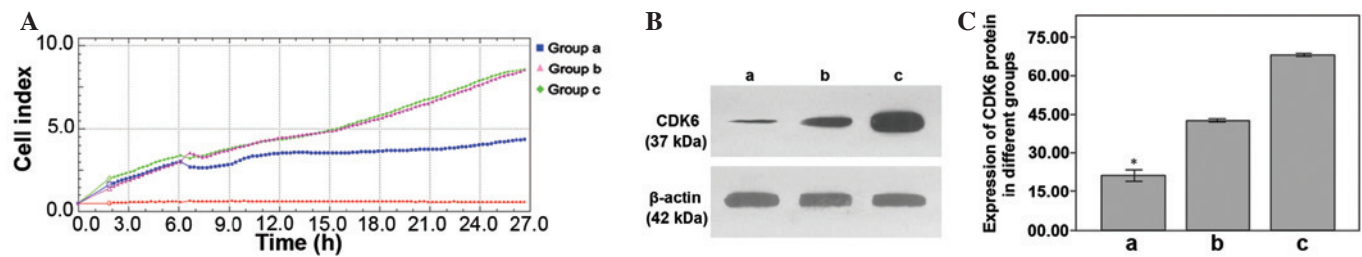 A
10.0
5.0
0.0
Cell index
0.0 3.0 6.0 9.0 12.0 15.0 18.0 21.0 24.0 27.0
Time (h)
Group a
Group b
Group c
B
a b c
CDK6
(37 kDa)
β-actin
(42 kDa)
C
Expression of CDK6 protein
in different groups
75.00
60.00
45.00
30.00
15.00
00.00
*
a b c